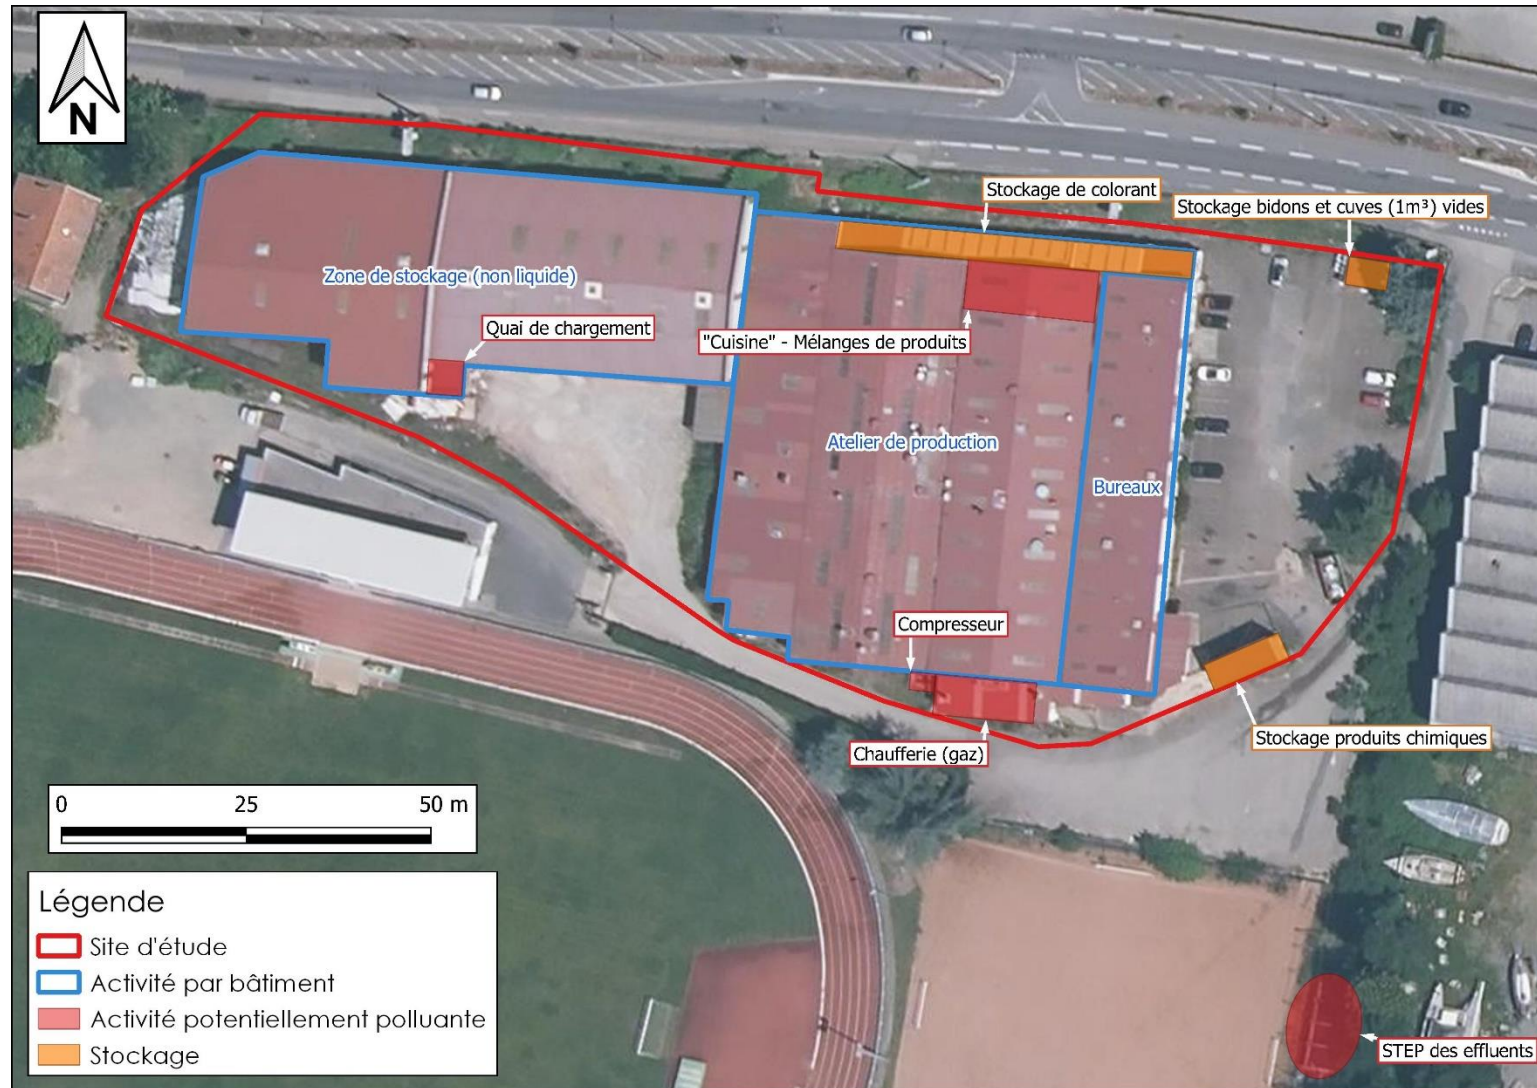 N
Stockage de colorant
Stockage bidons et cuves (1m³) vides
Zone de stockage (non liquide)
Quai de chargement
"Cuisine" - Mélanges de produits
Atelier de production
Bureaux
Compresseur
Stockage produits chimiques
Chaufferie (gaz)
0 25 50 m
Légende
Site d'étude
Activité par bâtiment
Activité potentiellement polluante
Stockage
STEP des effluents